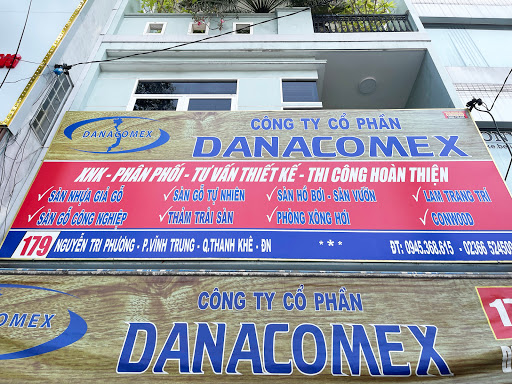 DANACOMEX
CÔNG TY CỔ PHẦN
DANACOMEX
XNK - PHÂN PHỐI - TƯ VẤN THIẾT KẾ - THI CÔNG HOÀN THIỆN
✓SÀN NHỰA GIẢ GỖ ✓SÀN GỖ TỰ NHIÊN ✓SÀN HỒ BƠI - SÂN VƯỜN ✓LAM TRANG TRÍ
✓SÀN GỖ CÔNG NGHIỆP ✓THẢM TRẢI SÀN ✓PHÒNG XÔNG HƠI ✓CONWOOD
179 NGUYỄN TRI PHƯƠNG - P.VĨNH TRUNG - Q.THANH KHÊ - ĐN *** ĐT: 0945.368.615 - 02366 524509
COMEX
CÔNG TY CỔ PHẦN
DANACOMEX